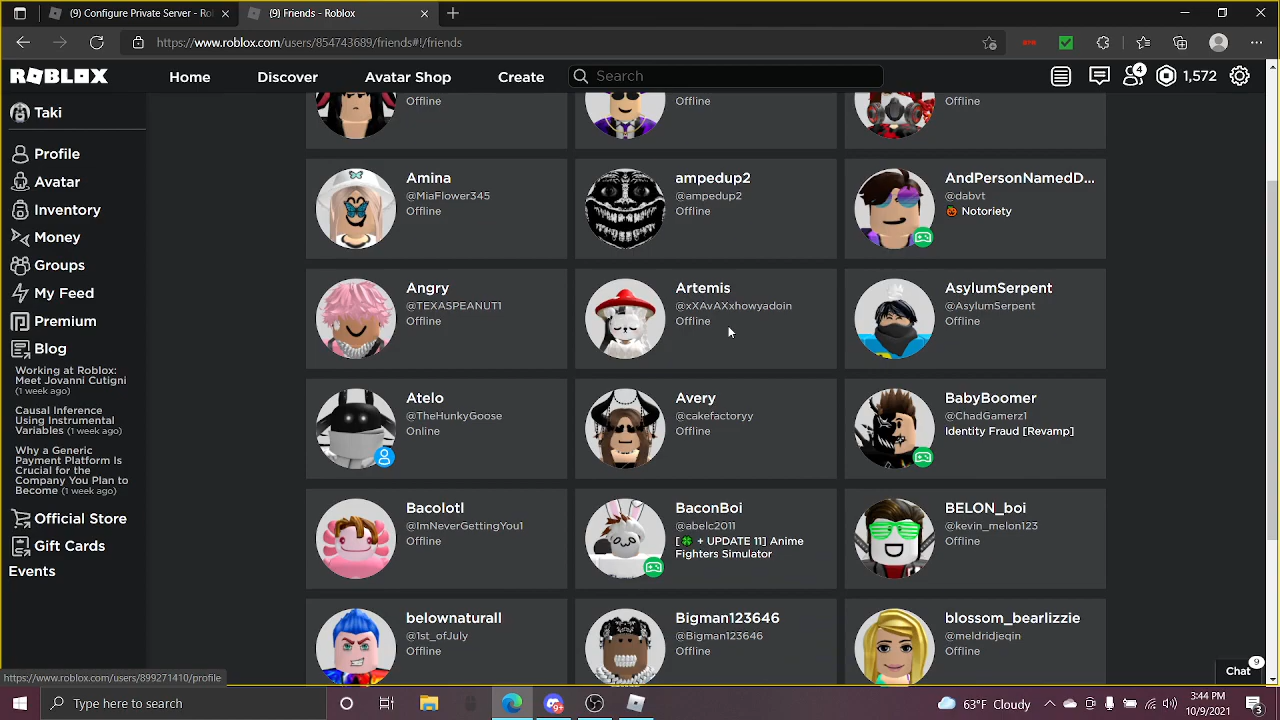 (9) Configure Private Server - Rol
(9) Friends - Roblox
https://www.roblox.com/users/854743689/friends#!/friends
ROBLOX
Home
Discover
Avatar Shop
Create
Search
4
1,572
Taki
Profile
Avatar
Inventory
Money
Groups
My Feed
Premium
Blog
Working at Roblox:
Meet Jovanni Cutigni
(1 week ago)
Causal Inference
Using Instrumental
Variables (1 week ago)
Why a Generic
Payment Platform Is
Crucial for the
Company You Plan to
Become (1 week ago)
Official Store
Gift Cards
Events
Offline
Offline
Offline
Amina
@MiaFlower345
Offline
ampedup2
@ampedup2
Offline
AndPersonNamedD...
@dabvt
🎃 Notoriety
Angry
@TEXASPEANUT1
Offline
Artemis
@xXAvAXxhowyadoin
Offline
AsylumSerpent
@AsylumSerpent
Offline
Atelo
@TheHunkyGoose
Online
Avery
@cakefactoryy
Offline
BabyBoomer
@ChadGamerz1
Identity Fraud [Revamp]
Bacolotl
@ImNeverGettingYou1
Offline
BaconBoi
@abelc2011
[🍀 + UPDATE 11] Anime
Fighters Simulator
BELON_boi
@kevin_melon123
Offline
belownaturall
@1st_ofJuly
Offline
Bigman123646
@Bigman123646
Offline
blossom_bearlizzie
@meldridjeqin
Offline
https://www.roblox.com/users/899271410/profile
Chat
9
Type here to search
9+
66°F Cloudy
3:44 PM
10/9/2021
3